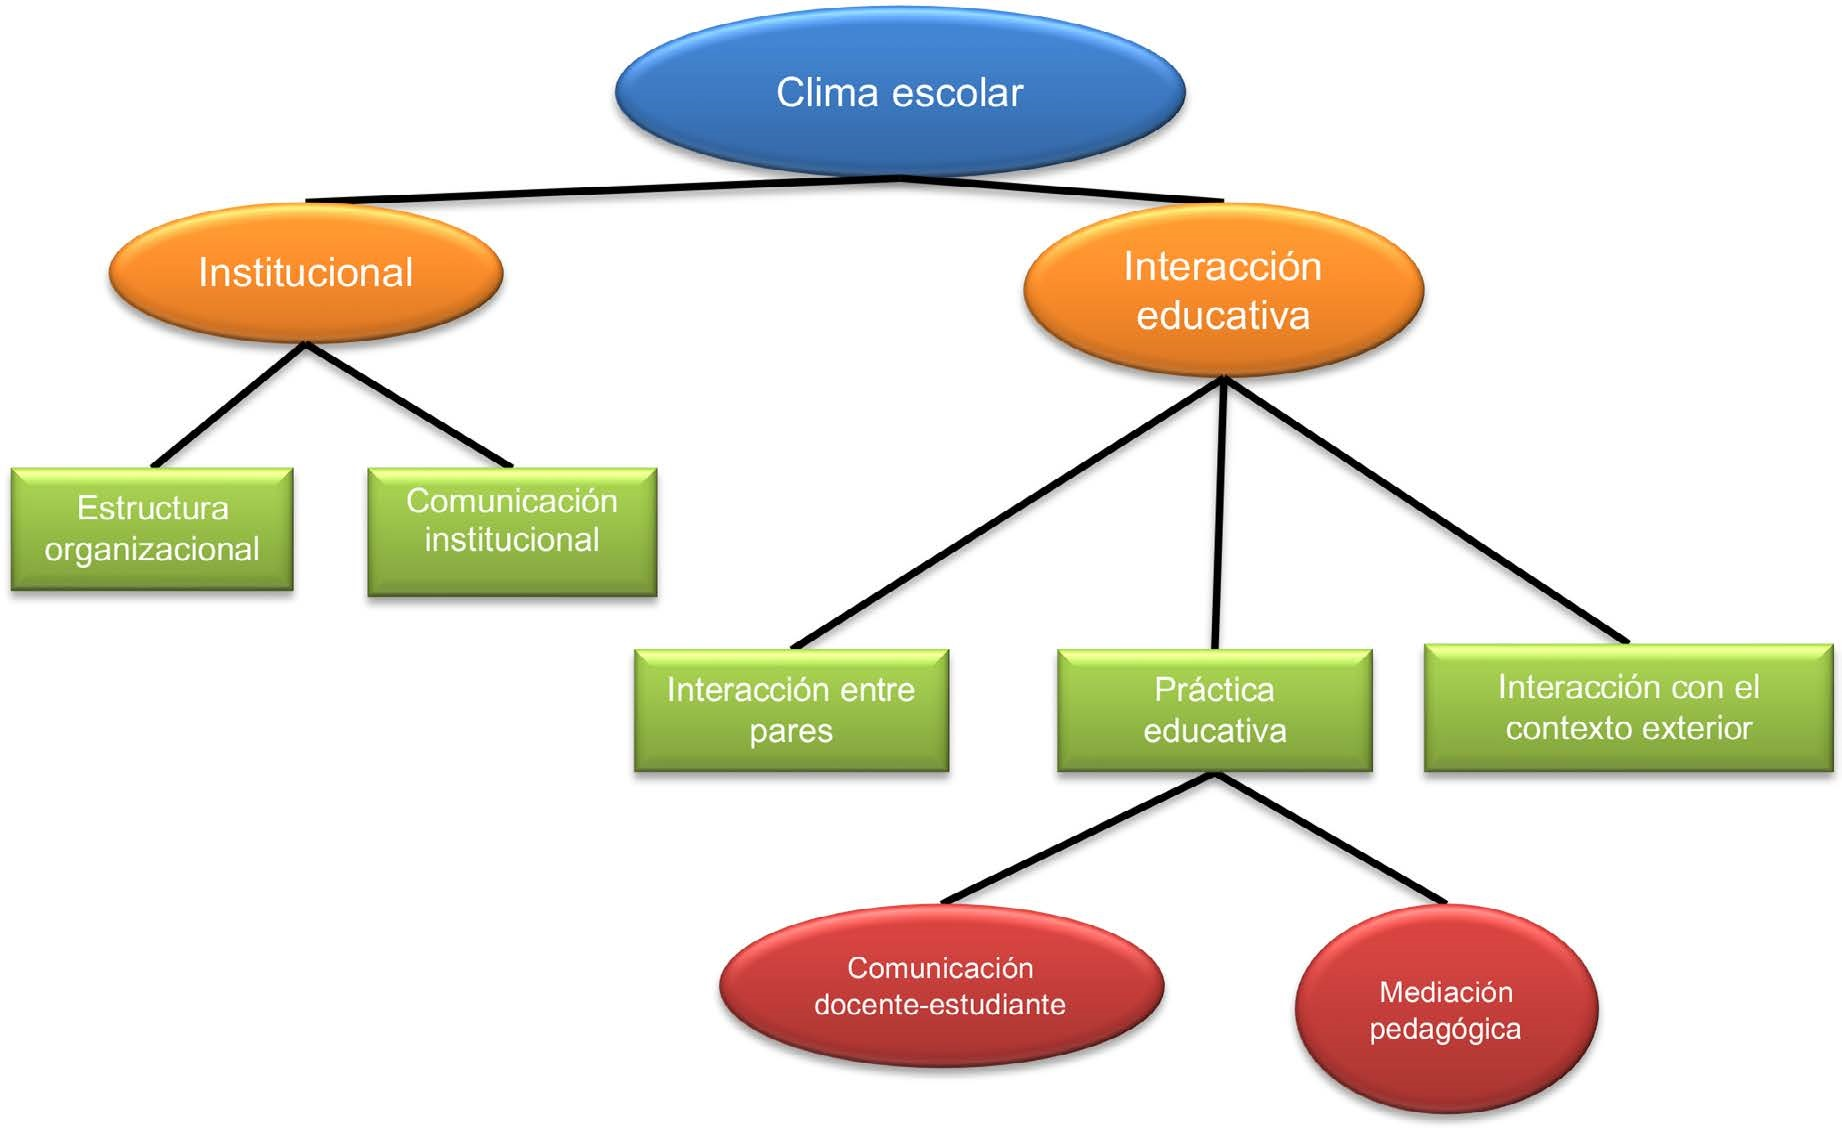 Clima escolar
Institucional
Interacción
educativa
Estructura
organizacional
Comunicación
institucional
Interacción entre
pares
Práctica
educativa
Interacción con el
contexto exterior
Comunicación
docente-estudiante
Mediación
pedagógica